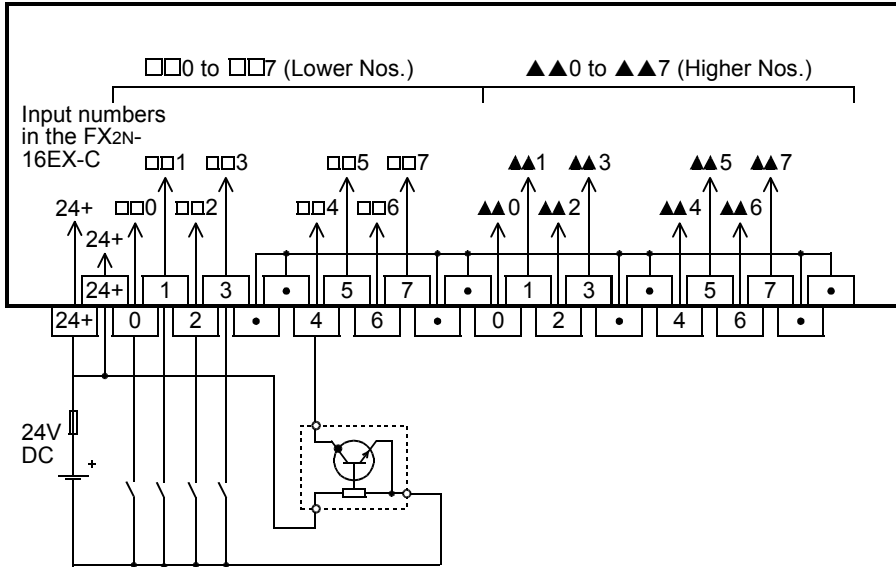 □□0 to □□7 (Lower Nos.) ▲▲0 to ▲▲7 (Higher Nos.)
Input numbers
in the FX2N-
16EX-C
□□1 □□3 □□5 □□7 ▲▲1 ▲▲3 ▲▲5 ▲▲7
24+ □□0 □□2 □□4 □□6 ▲▲0 ▲▲2 ▲▲4 ▲▲6
24+
24+ 1 3 • 5 7 • 1 3 • 5 7 •
24+ 0 2 • 4 6 • 0 2 • 4 6 •
24V
DC
+